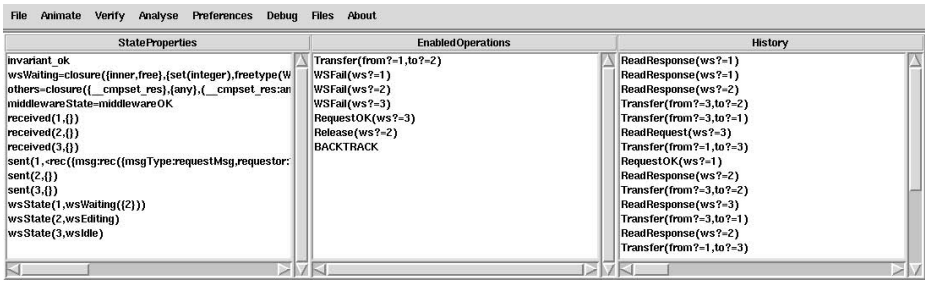 File Animate Verify Analyse Preferences Debug Files About
StateProperties
invariant_ok
wsWaiting=closure({inner,free},{set(integer),freetype(W
others=closure({__cmpset_res},{any},(__cmpset_res:an
middlewareState=middlewareOK
received(1,{})
received(2,{})
received(3,{})
sent(1,<rec({msg:rec({msgType:requestMsg,requestor:
sent(2,{})
sent(3,{})
wsState(1,wsWaiting({2}))
wsState(2,wsEditing)
wsState(3,wsIdle)
EnabledOperations
Transfer(from?=1,to?=2)
WSFail(ws?=1)
WSFail(ws?=2)
WSFail(ws?=3)
RequestOK(ws?=3)
Release(ws?=2)
BACKTRACK
History
ReadResponse(ws?=1)
ReadResponse(ws?=1)
ReadResponse(ws?=2)
Transfer(from?=3,to?=2)
Transfer(from?=3,to?=1)
ReadRequest(ws?=3)
Transfer(from?=1,to?=3)
RequestOK(ws?=1)
ReadResponse(ws?=2)
Transfer(from?=3,to?=2)
ReadResponse(ws?=3)
Transfer(from?=3,to?=1)
ReadResponse(ws?=2)
Transfer(from?=1,to?=3)